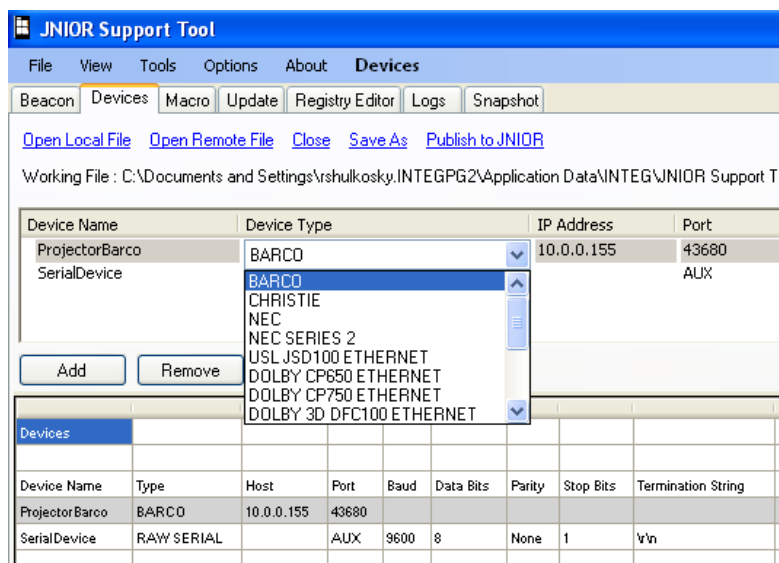 JNIOR Support Tool
File View Tools Options About Devices
Beacon Devices Macro Update Registry Editor Logs Snapshot
Open Local File Open Remote File Close Save As Publish to JNIOR
Working File : C:\Documents and Settings\rshulkosky.INTEGPG2\Application Data\INTEG\JNIOR Support T
Device Name Device Type IP Address Port
ProjectorBarco BARCO 10.0.0.155 43680
SerialDevice AUX
BARCO
CHRISTIE
NEC
NEC SERIES 2
USL JSD100 ETHERNET
DOLBY CP650 ETHERNET
DOLBY CP750 ETHERNET
DOLBY 3D DFC100 ETHERNET
Add Remove
Devices
Device Name Type Host Port Baud Data Bits Parity Stop Bits Termination String
ProjectorBarco BARCO 10.0.0.155 43680
SerialDevice RAW SERIAL AUX 9600 8 None 1 \r\n